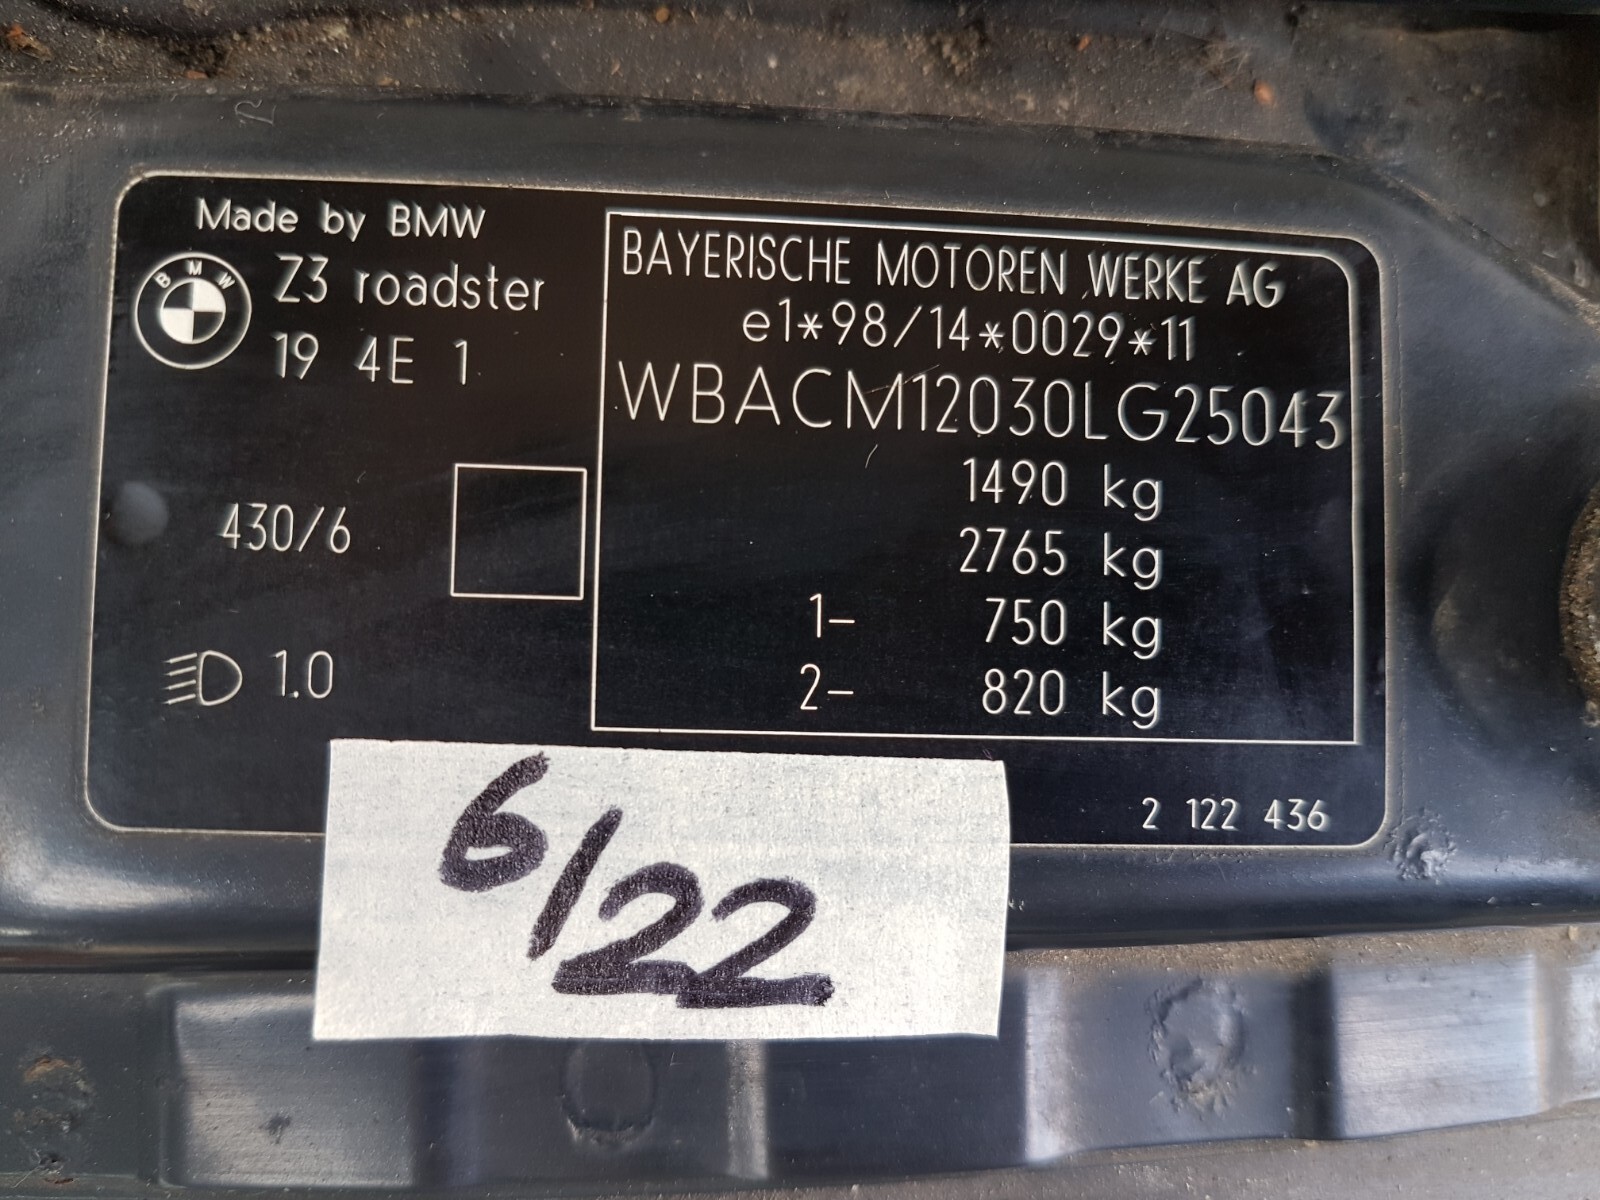 Made by BMW
BMW
Z3 roadster
19 4E 1
430/6
1.0
BAYERISCHE MOTOREN WERKE AG
e1*98/14*0029*11
WBACM12030LG25043
1490 kg
2765 kg
1- 750 kg
2- 820 kg
2 122 436
6/22